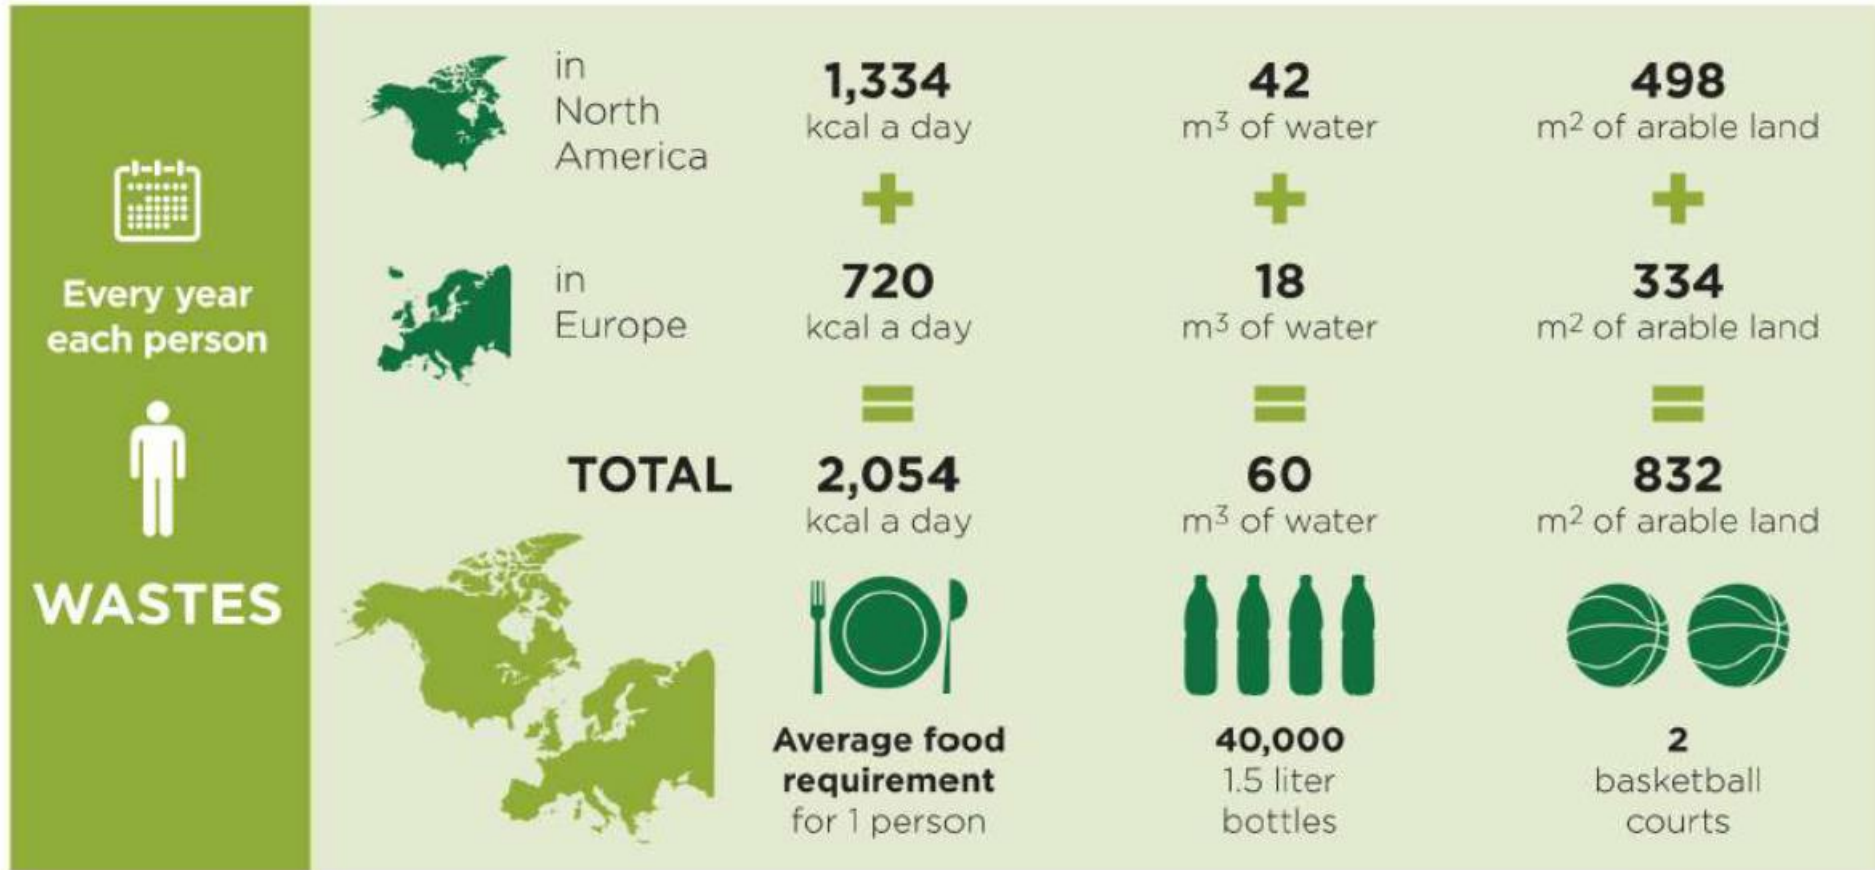 Every year
each person
WASTES
in
North
America
1,334
kcal a day
42
m³ of water
498
m² of arable land
+
+
+
in
Europe
720
kcal a day
18
m³ of water
334
m² of arable land
=
=
=
TOTAL
2,054
kcal a day
60
m³ of water
832
m² of arable land
Average food
requirement
for 1 person
40,000
1.5 liter
bottles
2
basketball
courts